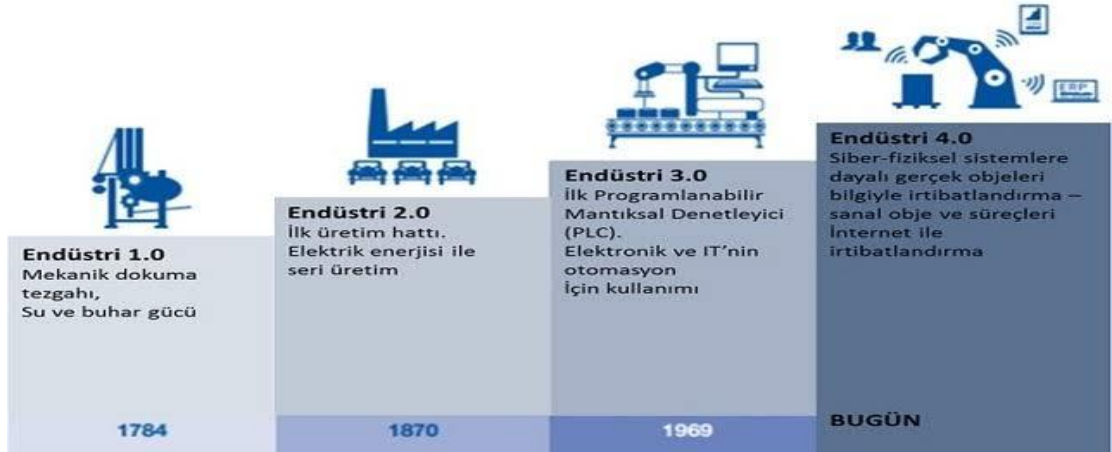 Endüstri 1.0
Mekanik dokuma
tezgahı,
Su ve buhar gücü
1784
Endüstri 2.0
İlk üretim hattı.
Elektrik enerjisi ile
seri üretim
1870
Endüstri 3.0
İlk Programlanabilir
Mantıksal Denetleyici
(PLC).
Elektronik ve IT’nin
otomasyon
İçin kullanımı
1969
ERP
Endüstri 4.0
Siber-fiziksel sistemlere
dayalı gerçek objeleri
bilgiyle irtibatlandırma –
sanal obje ve süreçleri
İnternet ile
irtibatlandırma
BUGÜN